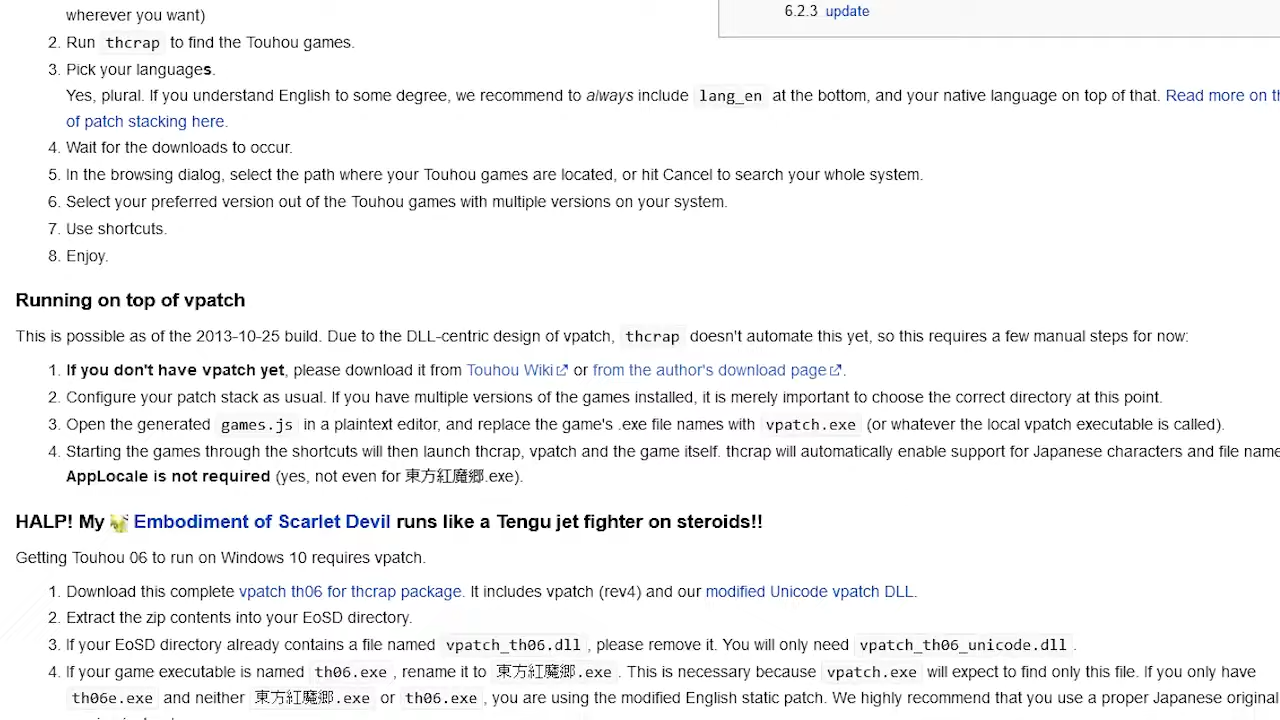 wherever you want)
6.2.3 update
2. Run thcrap to find the Touhou games.
3. Pick your languages.
Yes, plural. If you understand English to some degree, we recommend to always include lang_en at the bottom, and your native language on top of that. Read more on
of patch stacking here.
4. Wait for the downloads to occur.
5. In the browsing dialog, select the path where your Touhou games are located, or hit Cancel to search your whole system.
6. Select your preferred version out of the Touhou games with multiple versions on your system.
7. Use shortcuts.
8. Enjoy.
Running on top of vpatch
This is possible as of the 2013-10-25 build. Due to the DLL-centric design of vpatch, thcrap doesn't automate this yet, so this requires a few manual steps for now:
1. If you don't have vpatch yet, please download it from Touhou Wiki or from the author's download page.
2. Configure your patch stack as usual. If you have multiple versions of the games installed, it is merely important to choose the correct directory at this point.
3. Open the generated games.js in a plaintext editor, and replace the game's .exe file names with vpatch.exe (or whatever the local vpatch executable is called).
4. Starting the games through the shortcuts will then launch thcrap, vpatch and the game itself. thcrap will automatically enable support for Japanese characters and file name
AppLocale is not required (yes, not even for 東方紅魔郷.exe).
HALP! My Embodiment of Scarlet Devil runs like a Tengu jet fighter on steroids!!
Getting Touhou 06 to run on Windows 10 requires vpatch.
1. Download this complete vpatch th06 for thcrap package. It includes vpatch (rev4) and our modified Unicode vpatch DLL.
2. Extract the zip contents into your EoSD directory.
3. If your EoSD directory already contains a file named vpatch_th06.dll, please remove it. You will only need vpatch_th06_unicode.dll.
4. If your game executable is named th06.exe, rename it to 東方紅魔郷.exe. This is necessary because vpatch.exe will expect to find only this file. If you only have
th06e.exe and neither 東方紅魔郷.exe or th06.exe, you are using the modified English static patch. We highly recommend that you use a proper Japanese original